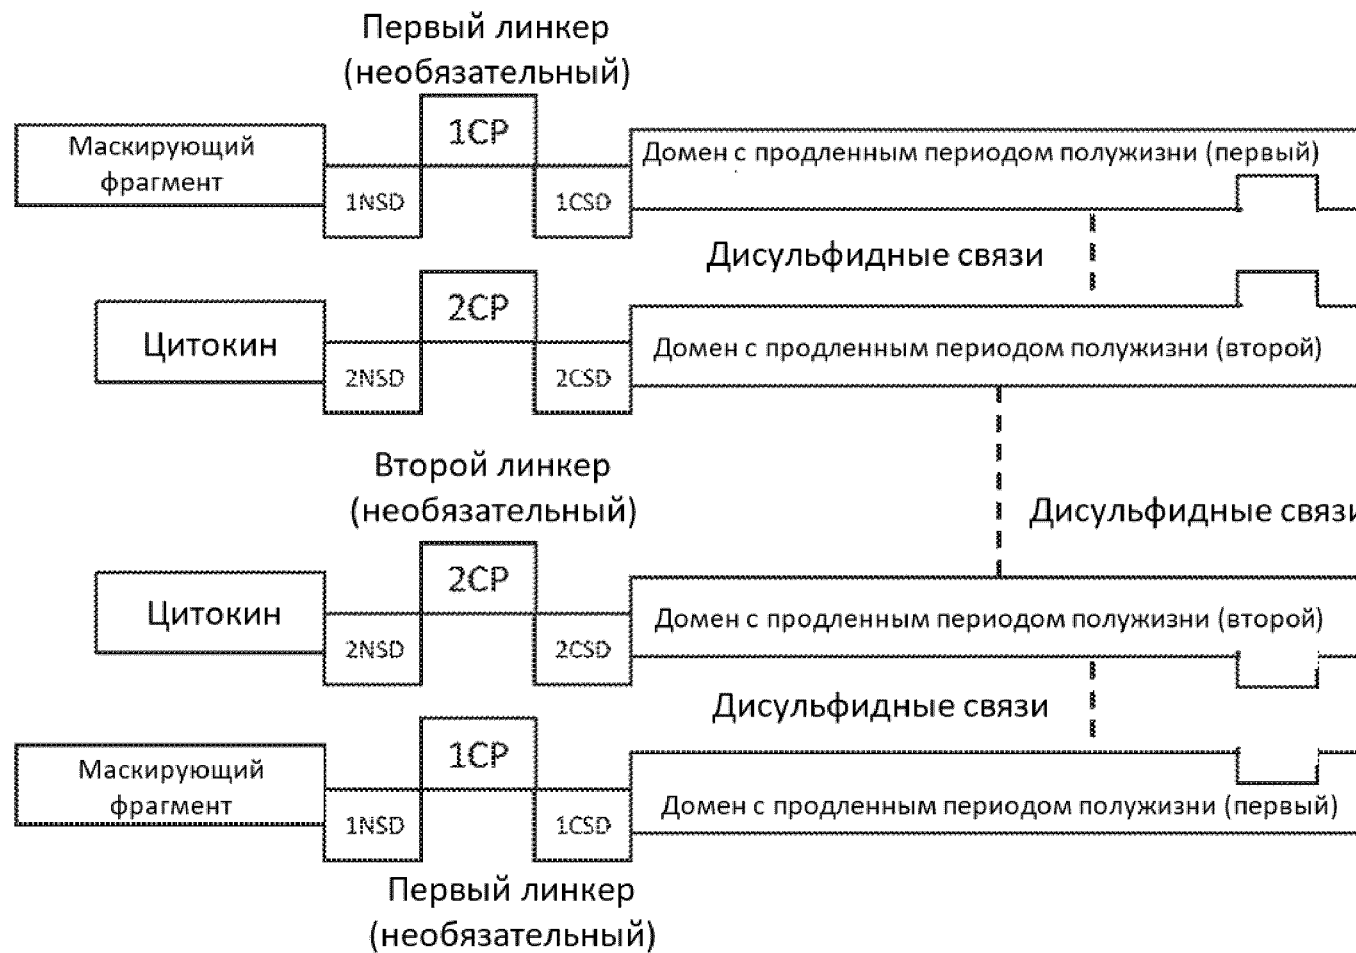 Первый линкер
(необязательный)
Маскирующий
фрагмент
1NSD
1CP
1CSD
Домен с продленным периодом полужизни (первый)
Дисульфидные связи
Цитокин
2NSD
2CP
2CSD
Домен с продленным периодом полужизни (второй)
Второй линкер
(необязательный)
Дисульфидные связи
Цитокин
2NSD
2CP
2CSD
Домен с продленным периодом полужизни (второй)
Дисульфидные связи
Маскирующий
фрагмент
1NSD
1CP
1CSD
Домен с продленным периодом полужизни (первый)
Первый линкер
(необязательный)